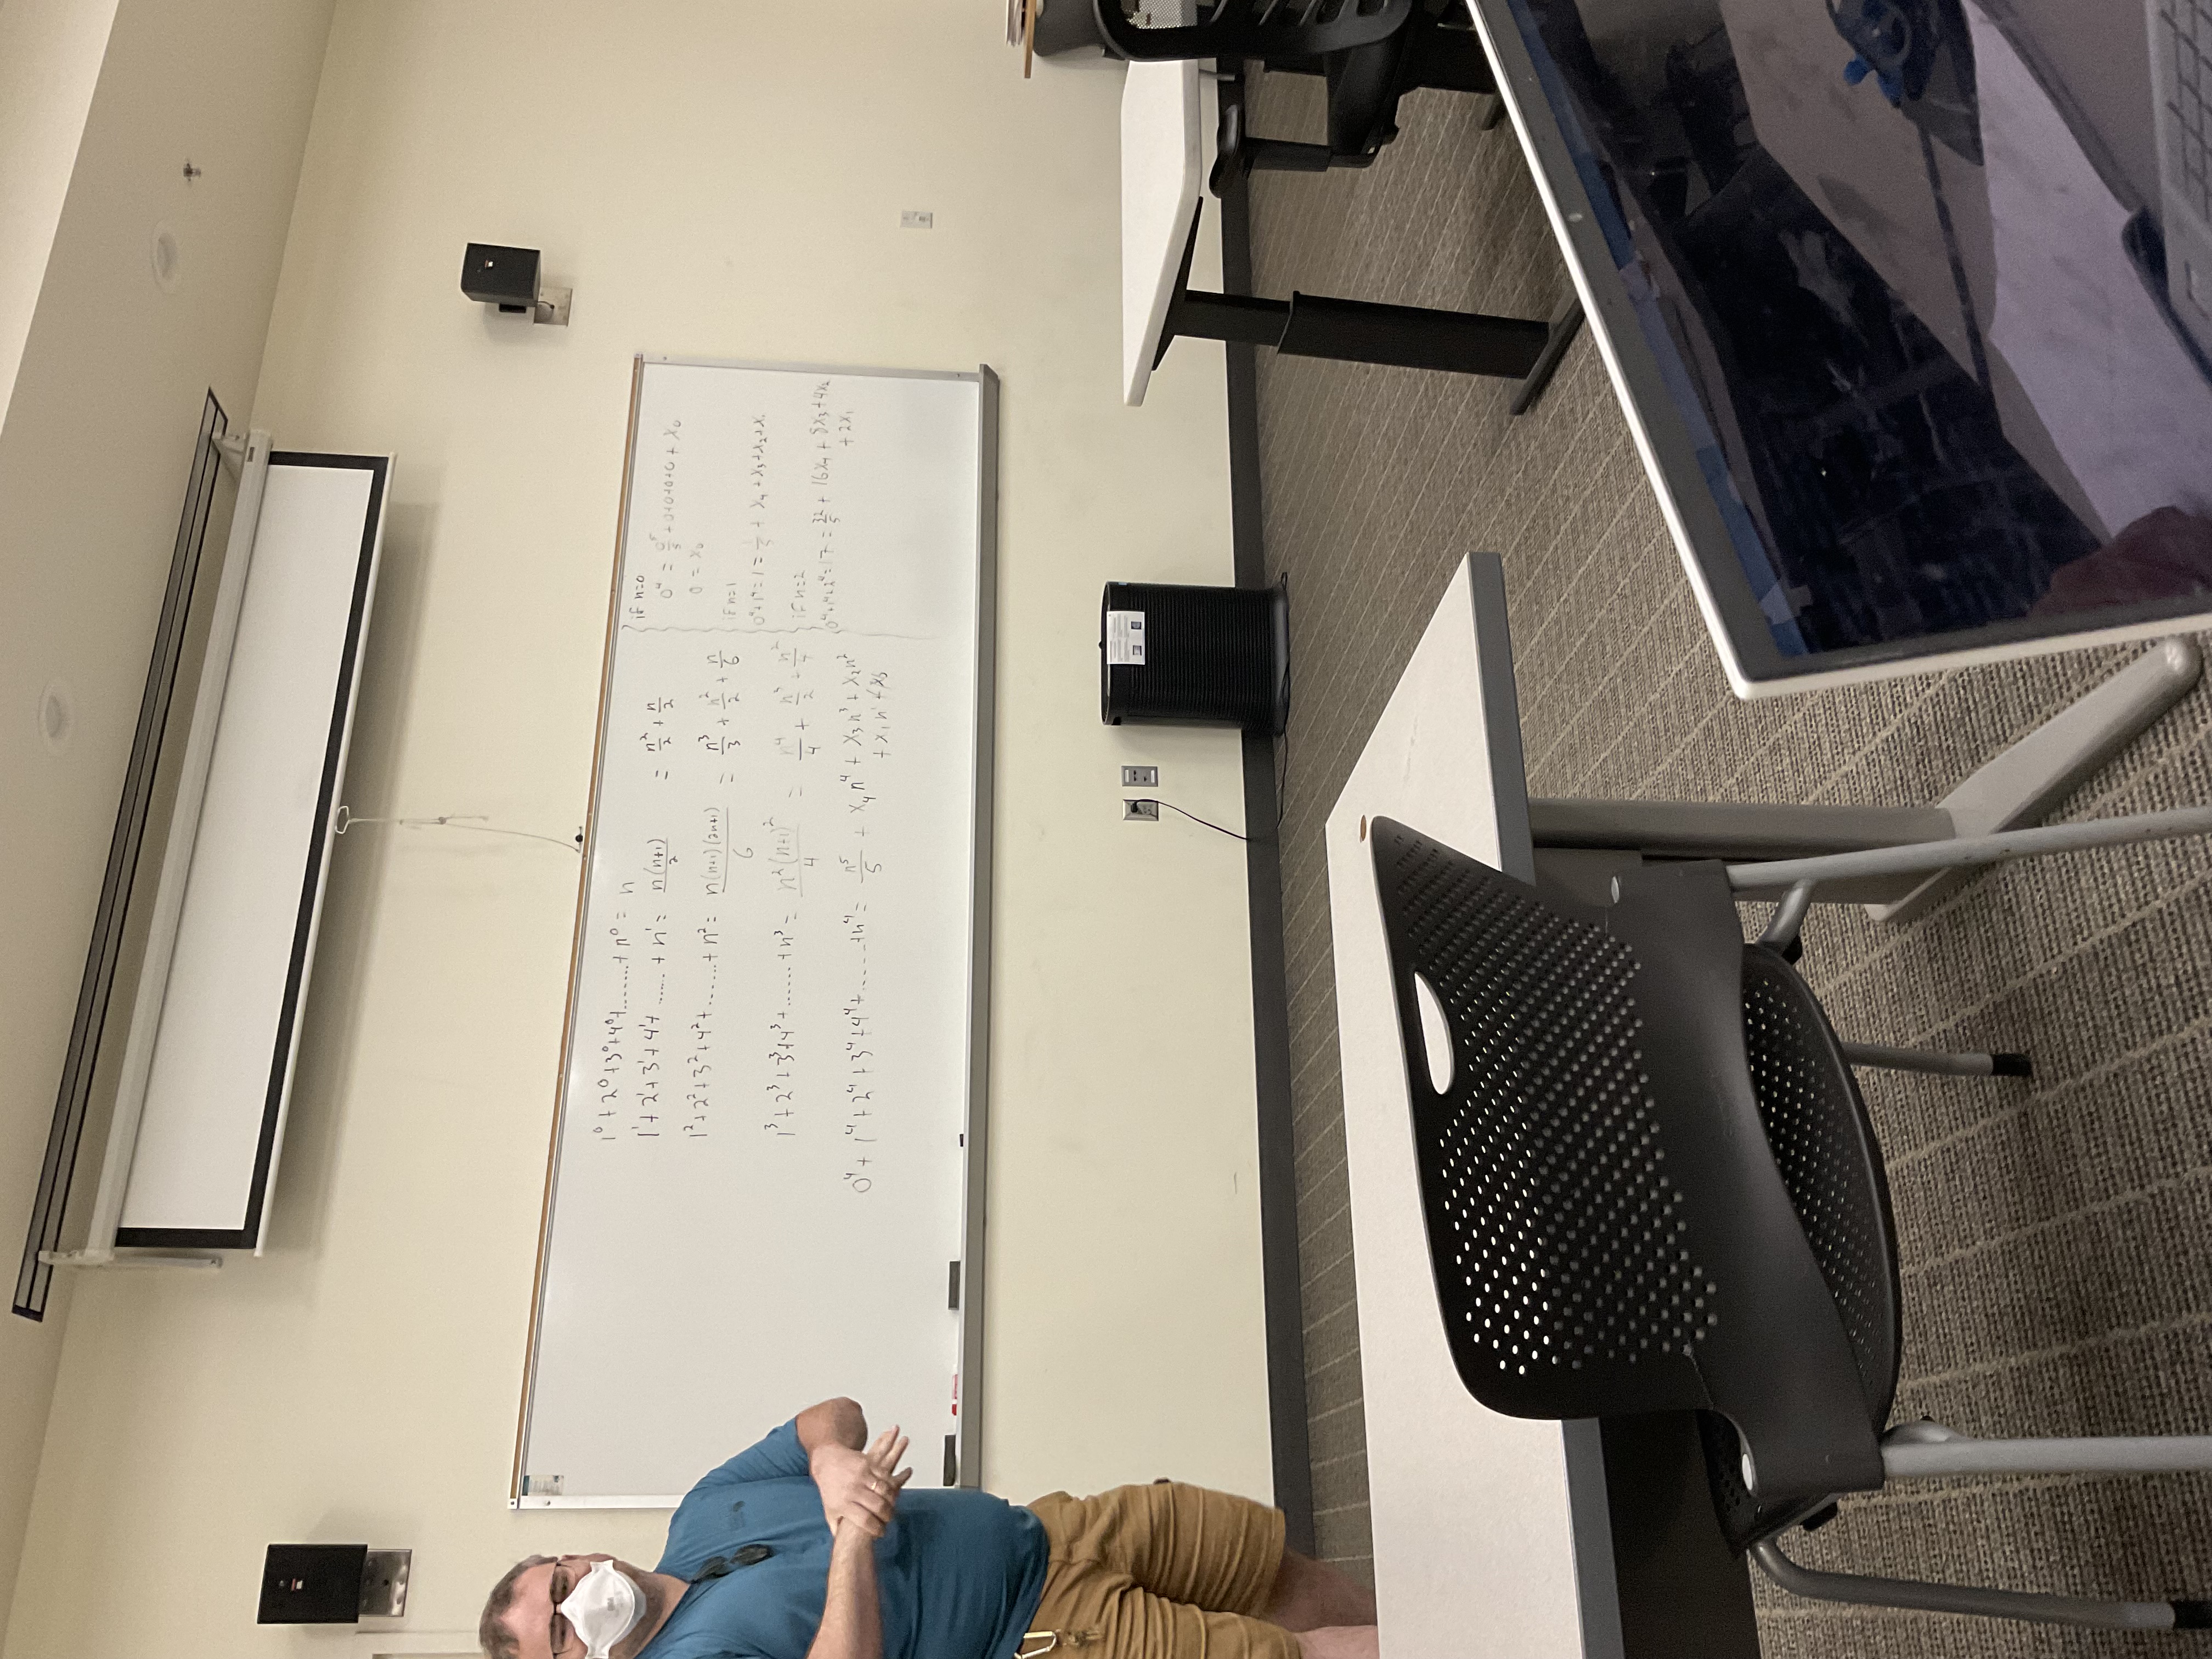 1⁰ + 2⁰ + 3⁰ + 4⁰ + ....... + n⁰ = n
1¹ + 2¹ + 3¹ + 4¹ + ...... + n¹ = n(n+1)/2 = n²/2 + n/2
1² + 2² + 3² + 4² + ....... + n² = n(n+1)(2n+1)/6 = n³/3 + n²/2 + n/6
1³ + 2³ + 3³ + 4³ + ....... + n³ = n²(n+1)²/4 = n⁴/4 + n³/2 + n²/4
0⁴ + 1⁴ + 2⁴ + 3⁴ + 4⁴ + ....... + n⁴ = n⁵/5 + x₄n⁴ + x₃n³ + x₂n²
+ x₁n¹ + x₀
if n=0
0⁴ = 0⁵/5 + 0+0+0+0 + x₀
0 = x₀
if n=1
0⁴+1⁴ = 1 = 1/5 + x₄ + x₃ + x₂ + x₁
if n=2
0⁴+1⁴+2⁴ = 17 = 32/5 + 16x₄ + 8x₃ + 4x₂
+ 2x₁